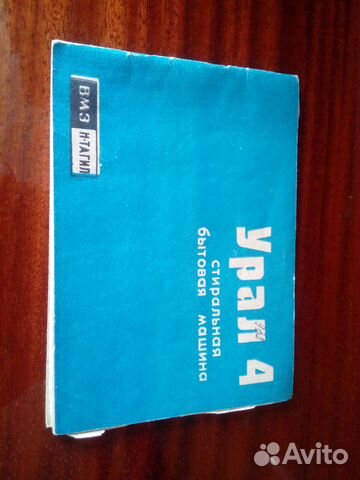 ВМЗ
Н-ТАГИЛ
Урал 4
стиральная
бытовая машина
Avito